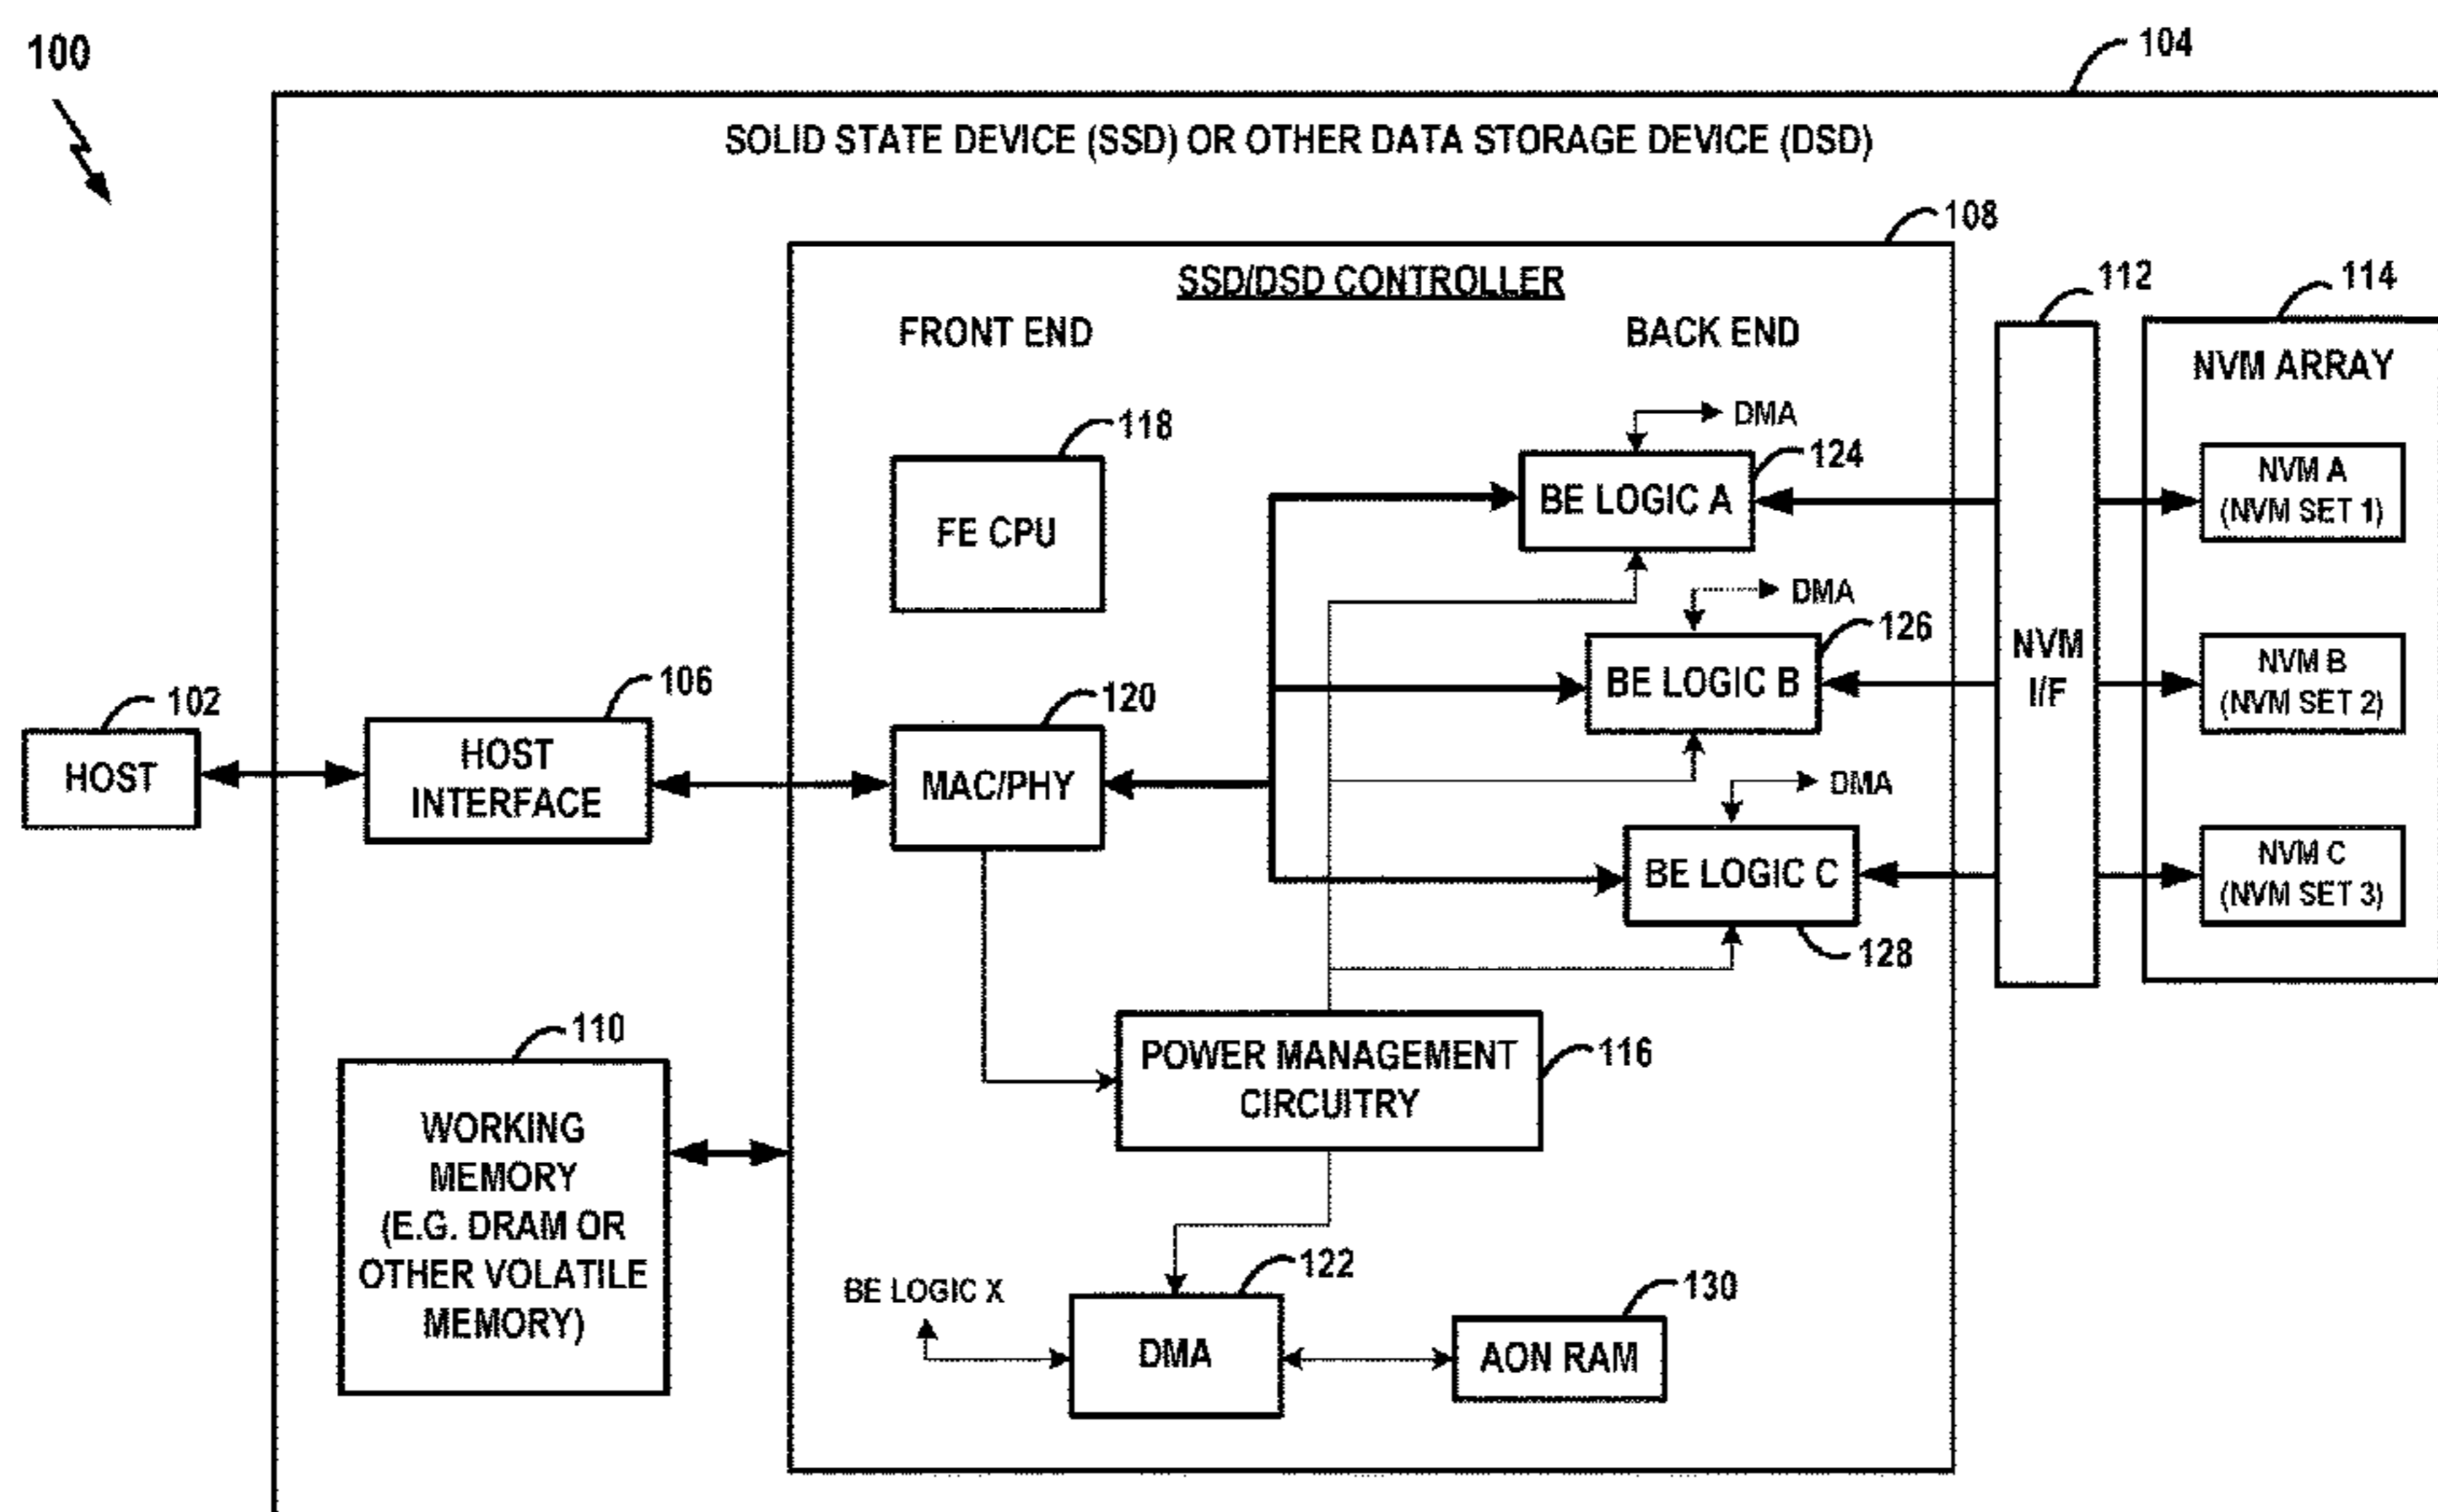 100
104
SOLID STATE DEVICE (SSD) OR OTHER DATA STORAGE DEVICE (DSD)
108
SSD/DSD CONTROLLER
FRONT END
BACK END
112
114
NVM ARRAY
118
FE CPU
DMA
124
BE LOGIC A
NVM A
(NVM SET 1)
DMA
126
BE LOGIC B
NVM
I/F
NVM B
(NVM SET 2)
102
HOST
106
HOST
INTERFACE
120
MAC/PHY
DMA
BE LOGIC C
128
NVM C
(NVM SET 3)
110
WORKING
MEMORY
(E.G. DRAM OR
OTHER VOLATILE
MEMORY)
POWER MANAGEMENT
CIRCUITRY
116
BE LOGIC X
122
DMA
130
AON RAM